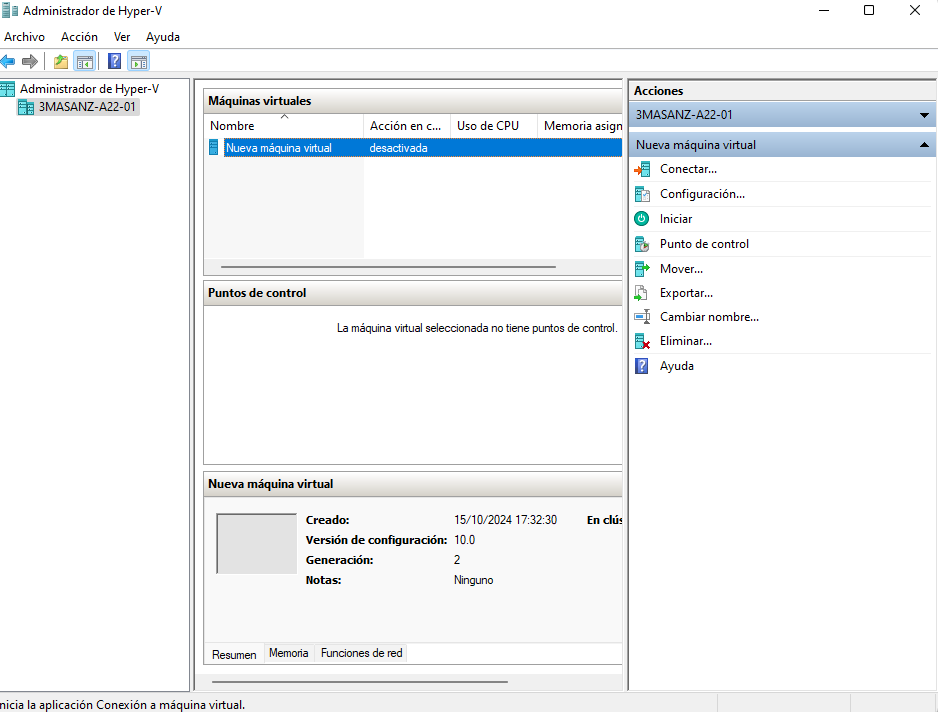 Administrador de Hyper-V
Archivo Acción Ver Ayuda
Administrador de Hyper-V
3MASANZ-A22-01
Máquinas virtuales
Nombre Acción en c... Uso de CPU Memoria asign
Nueva máquina virtual desactivada
Puntos de control
La máquina virtual seleccionada no tiene puntos de control.
Nueva máquina virtual
Creado: 15/10/2024 17:32:30 En clús
Versión de configuración: 10.0
Generación: 2
Notas: Ninguno
Resumen Memoria Funciones de red
Acciones
3MASANZ-A22-01
Nueva máquina virtual
Conectar...
Configuración...
Iniciar
Punto de control
Mover...
Exportar...
Cambiar nombre...
Eliminar...
Ayuda
nicia la aplicación Conexión a máquina virtual.